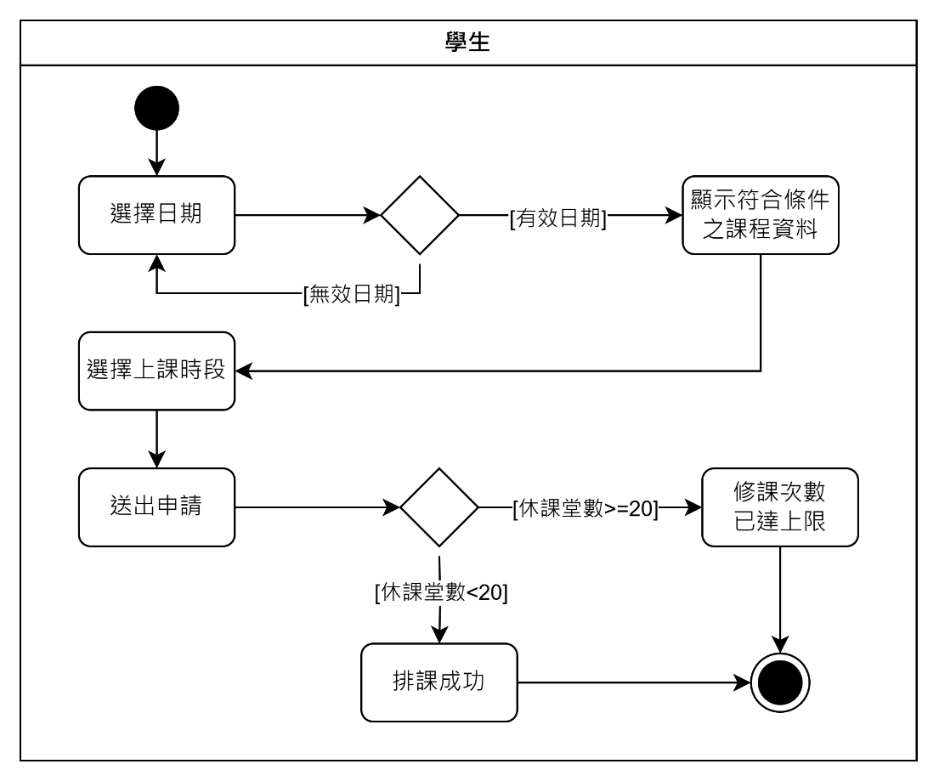 學生
選擇日期
[有效日期]
顯示符合條件
之課程資料
[無效日期]
選擇上課時段
送出申請
[休課堂數>=20]
修課次數
已達上限
[休課堂數<20]
排課成功